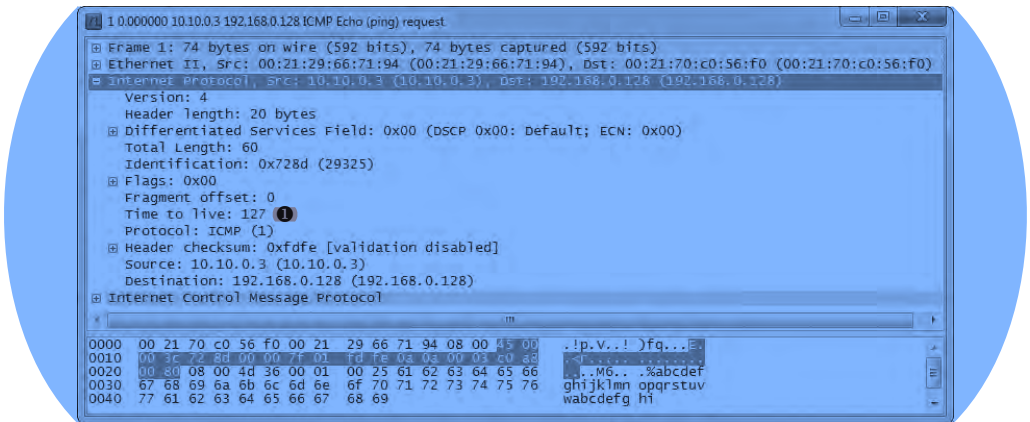 1 0.000000 10.10.0.3 192.168.0.128 ICMP Echo (ping) request
Frame 1: 74 bytes on wire (592 bits), 74 bytes captured (592 bits)
Ethernet II, Src: 00:21:29:66:71:94 (00:21:29:66:71:94), Dst: 00:21:70:c0:56:f0 (00:21:70:c0:56:f0)
Internet Protocol, Src: 10.10.0.3 (10.10.0.3), Dst: 192.168.0.128 (192.168.0.128)
Version: 4
Header length: 20 bytes
Differentiated Services Field: 0x00 (DSCP 0x00: Default; ECN: 0x00)
Total Length: 60
Identification: 0x728d (29325)
Flags: 0x00
Fragment offset: 0
Time to live: 127 1
Protocol: ICMP (1)
Header checksum: 0xfdfe [validation disabled]
Source: 10.10.0.3 (10.10.0.3)
Destination: 192.168.0.128 (192.168.0.128)
Internet Control Message Protocol
0000 00 21 70 c0 56 f0 00 21 29 66 71 94 08 00 45 00 .!p.V..! )fq...E.
0010 00 3c 72 8d 00 00 7f 01 fd fe 0a 0a 00 03 c0 a8 .<r..... ........
0020 00 80 08 00 4d 36 00 01 00 25 61 62 63 64 65 66 ....M6.. .%abcdef
0030 67 68 69 6a 6b 6c 6d 6e 6f 70 71 72 73 74 75 76 ghijklmn opqrstuv
0040 77 61 62 63 64 65 66 67 68 69 wabcdefg hi